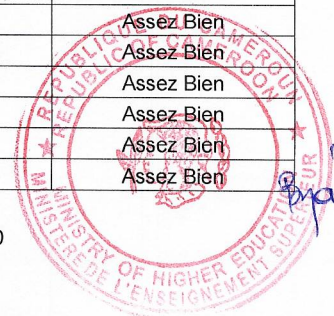 Assez Bien
Assez Bien
Assez Bien
Assez Bien
Assez Bien
Assez Bien
REPUBLIQUE DU CAMEROUN
REPUBLIC OF CAMEROON
MINISTRY OF HIGHER EDUCATION
MINISTERE DE L'ENSEIGNEMENT SUPERIEUR